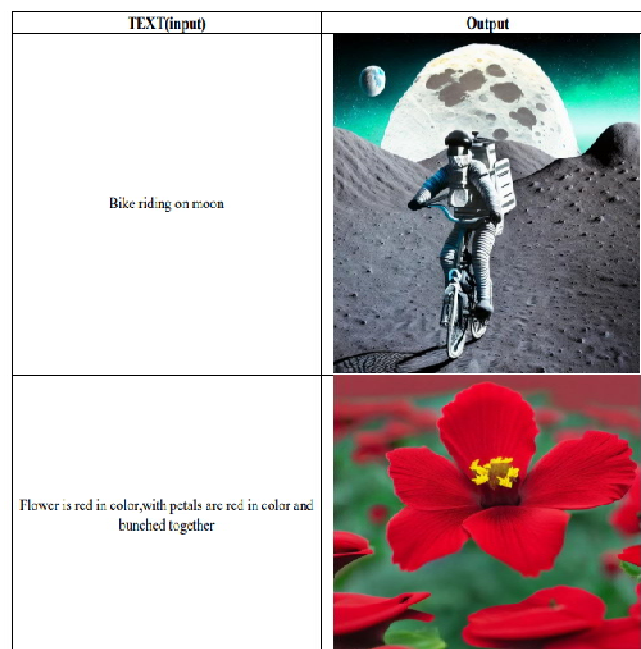 TEXT(input)
Output
Bike riding on moon
Flower is red in color,with petals are red in color and
bunched together